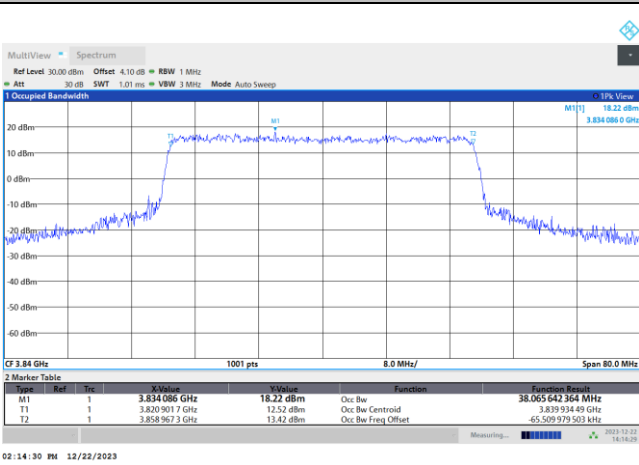 MultiView Spectrum
Ref Level 30.00 dBm Offset 4.10 dB RBW 1 MHz
Att 30 dB SWT 1.01 ms VBW 3 MHz Mode Auto Sweep
1 Occupied Bandwidth 1Pk View
M1[1] 18.22 dBm
3.834 086 0 GHz
M1
T1
T2
20 dBm
10 dBm
0 dBm
-10 dBm
-20 dBm
-30 dBm
-40 dBm
-50 dBm
-60 dBm
CF 3.84 GHz 1001 pts 8.0 MHz/ Span 80.0 MHz
2 Marker Table
Type Ref Trc X-Value Y-Value Function Function Result
M1 1 3.834 086 GHz 18.22 dBm Occ Bw 38.065 642 364 MHz
T1 1 3.820 901 7 GHz 12.52 dBm Occ Bw Centroid 3.839 934 49 GHz
T2 1 3.858 967 3 GHz 13.42 dBm Occ Bw Freq Offset -65.509 979 503 kHz
Measuring... 2023-12-22
14:14:29
02:14:30 PM 12/22/2023